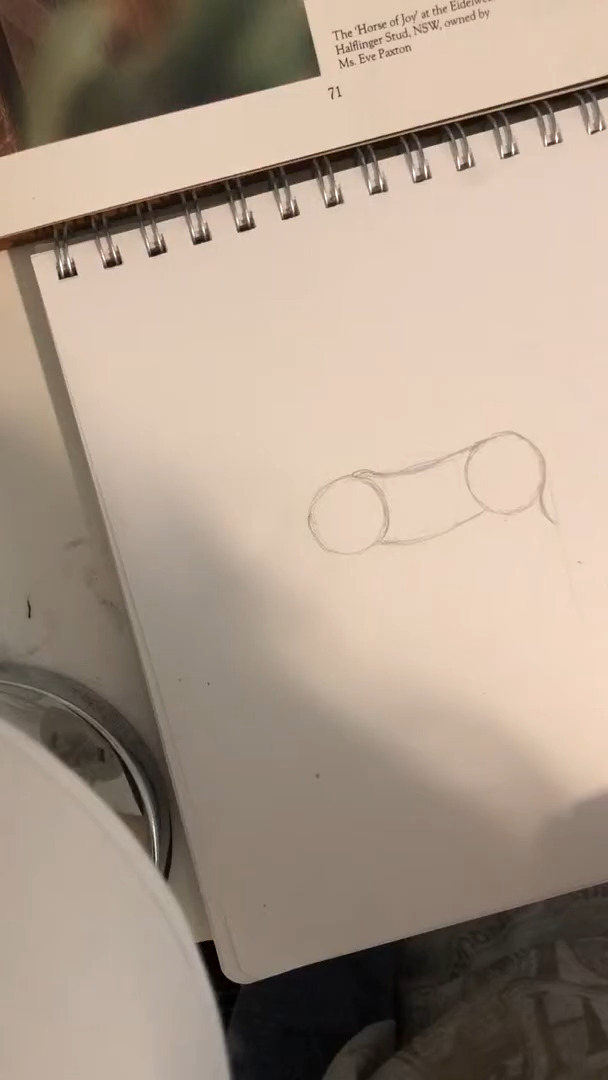 The 'Horse of Joy' at the
Halflinger Stud, NSW, owned by
Ms. Eve Paxton
71